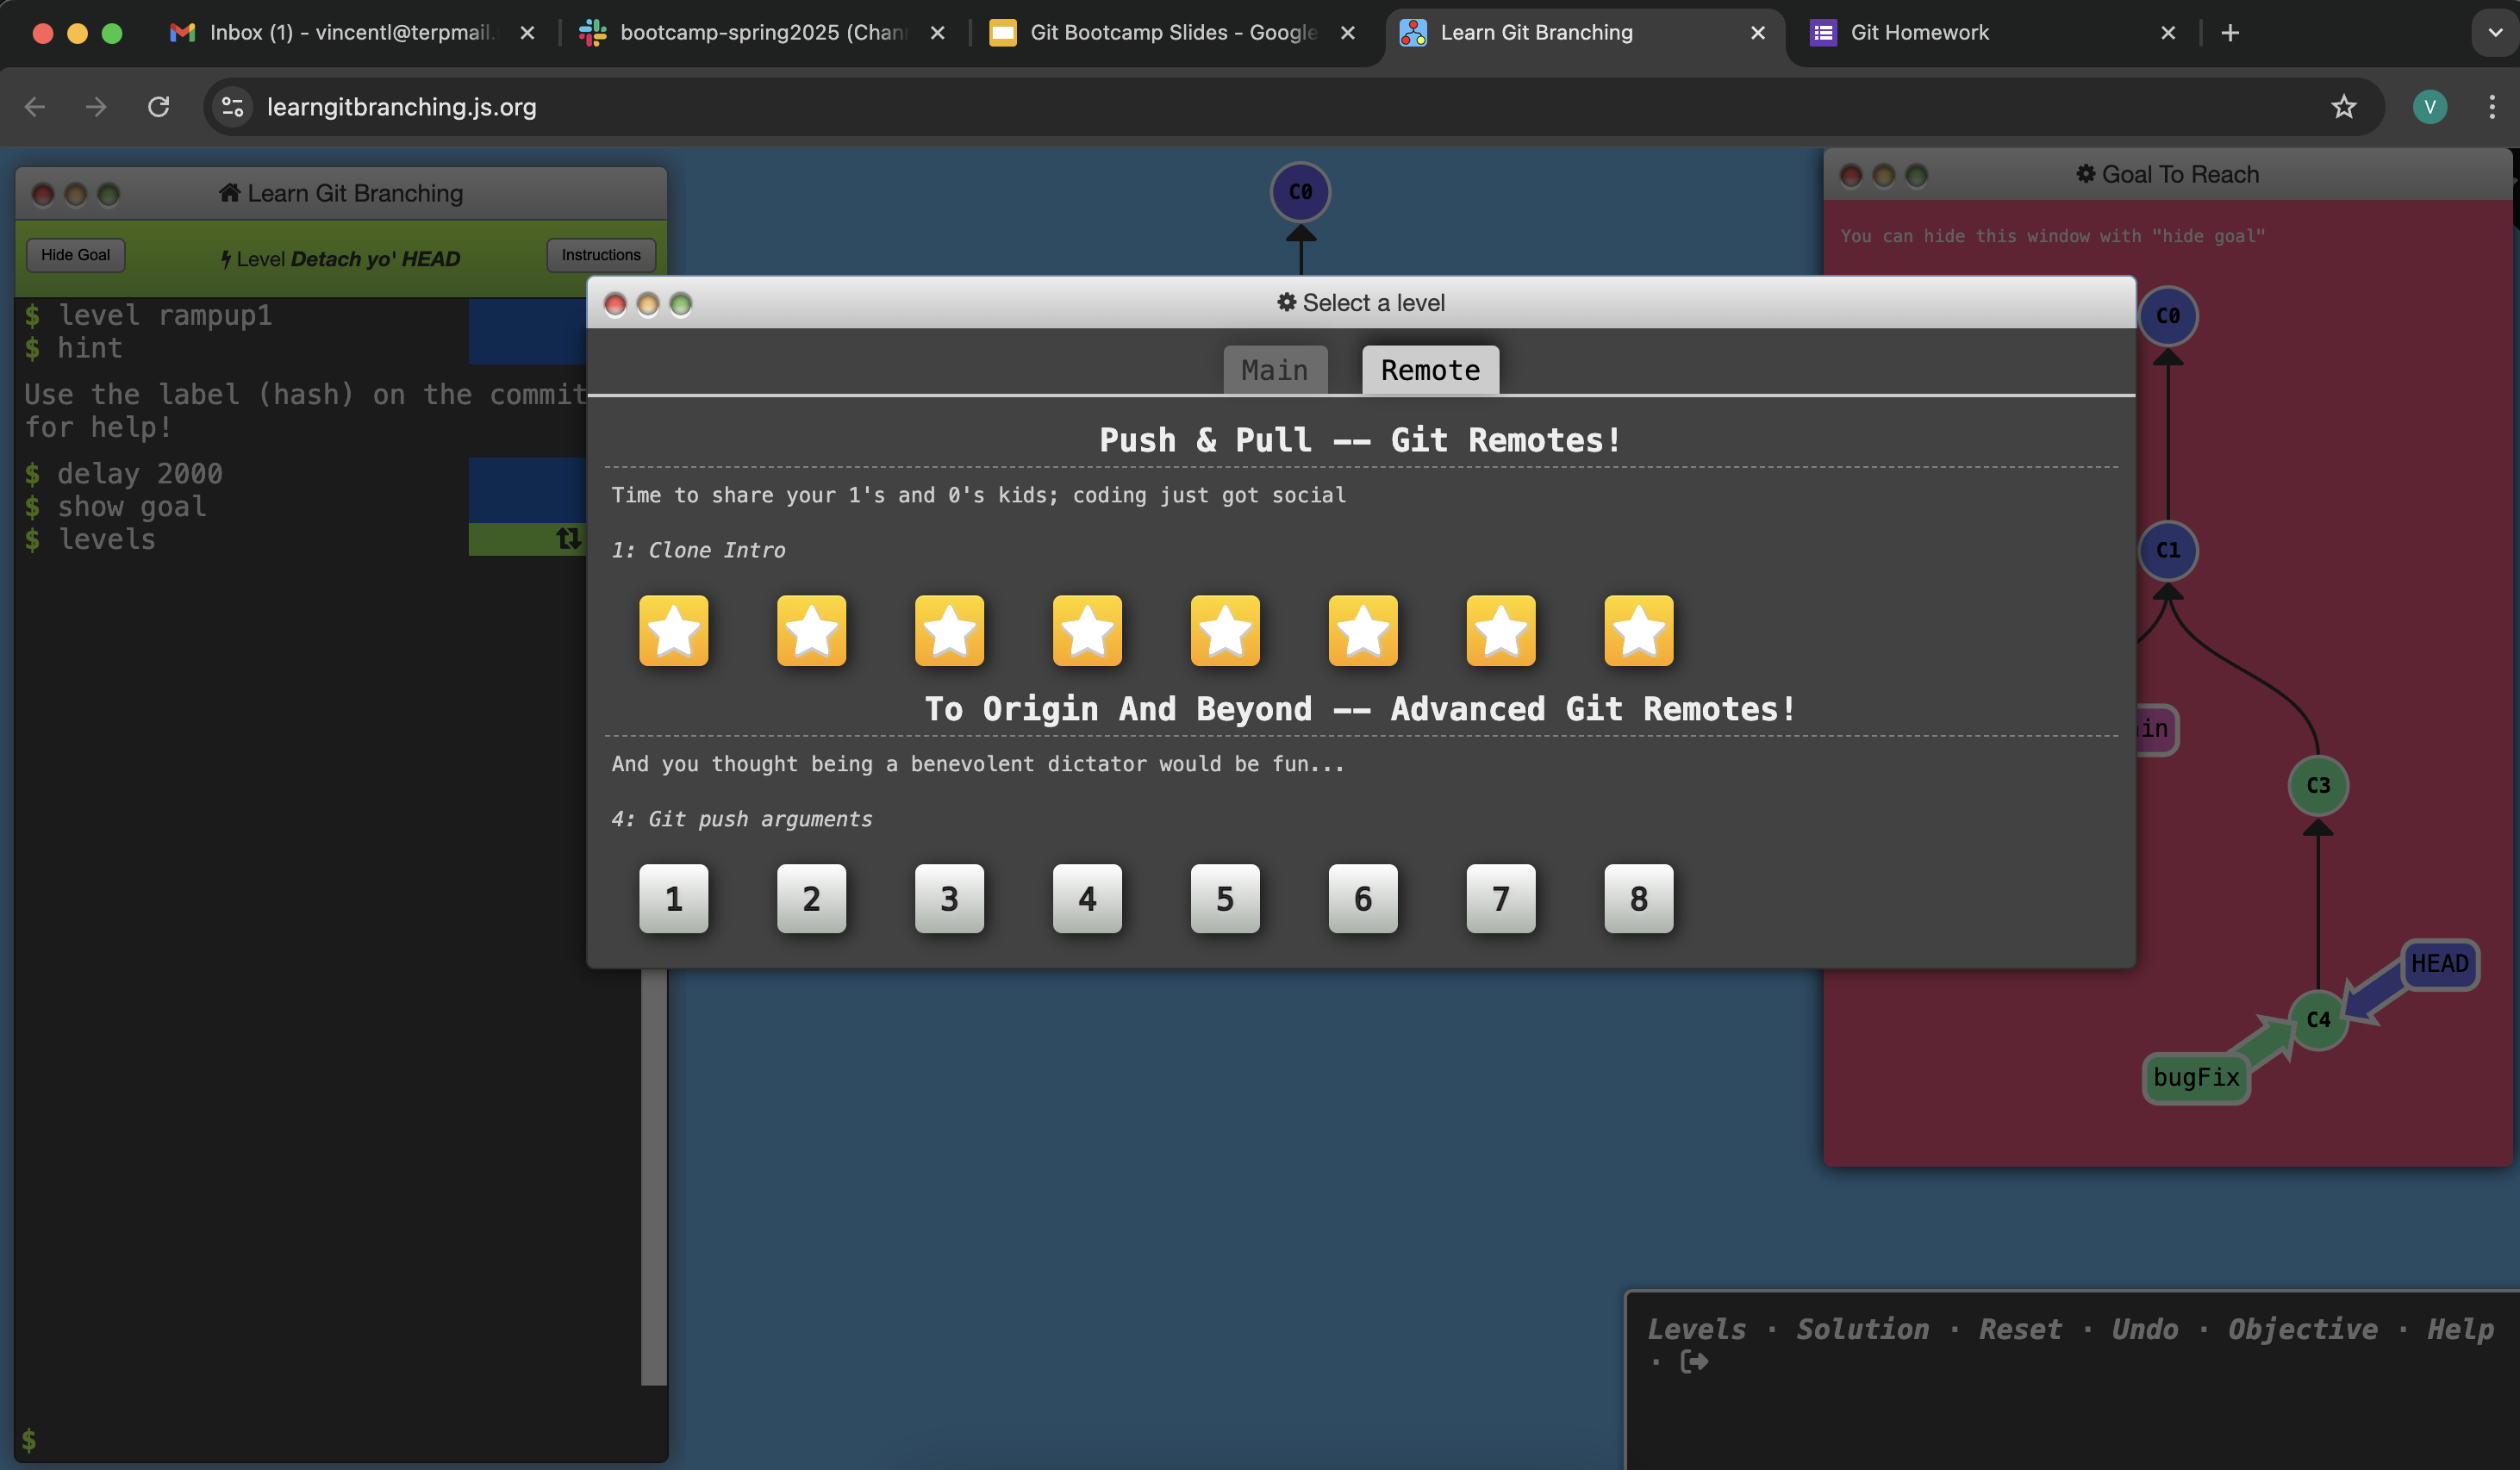 Inbox (1) - vincentl@terpmail.
bootcamp-spring2025 (Chan
Git Bootcamp Slides - Google
Learn Git Branching
Git Homework
learngitbranching.js.org
V
Learn Git Branching
Hide Goal
Level Detach yo' HEAD
Instructions
$ level rampup1
$ hint
Use the label (hash) on the commit
for help!
$ delay 2000
$ show goal
$ levels
$
C0
Select a level
Main
Remote
Push & Pull -- Git Remotes!
Time to share your 1's and 0's kids; coding just got social
1: Clone Intro
To Origin And Beyond -- Advanced Git Remotes!
And you thought being a benevolent dictator would be fun...
4: Git push arguments
1 2 3 4 5 6 7 8
Goal To Reach
You can hide this window with "hide goal"
C0
C1
in
C3
HEAD
C4
bugFix
Levels · Solution · Reset · Undo · Objective · Help
·